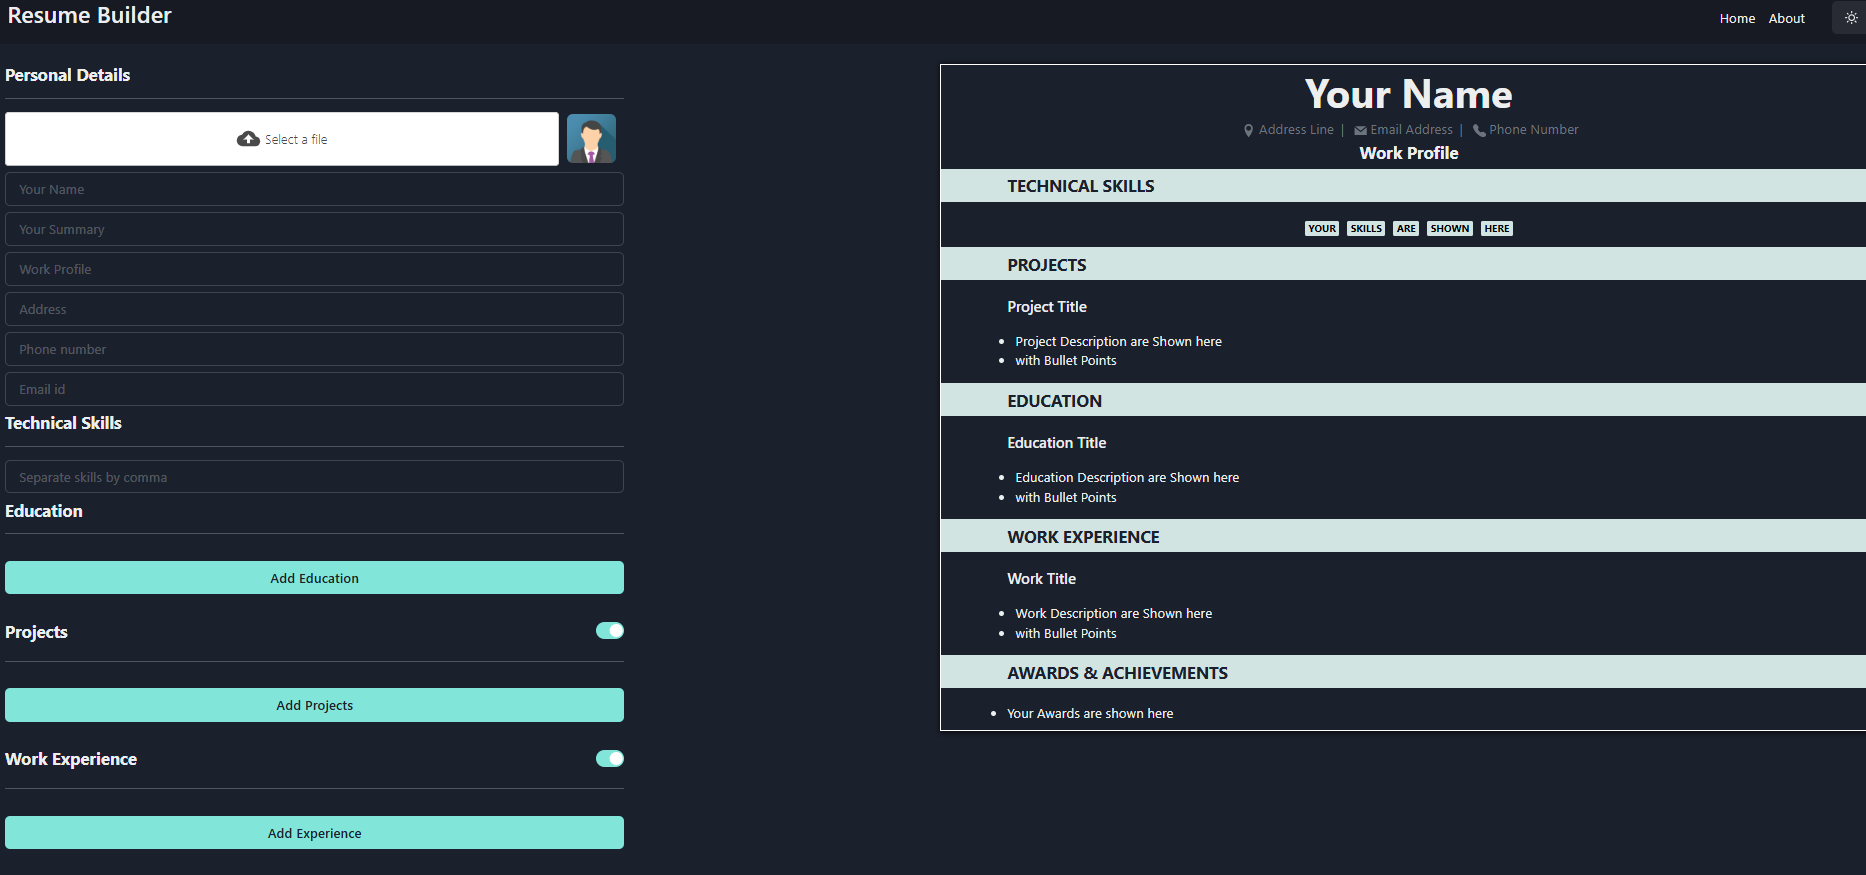 Resume Builder
Home About
Personal Details
Select a file
Your Name
Your Summary
Work Profile
Address
Phone number
Email id
Technical Skills
Separate skills by comma
Education
Add Education
Projects
Add Projects
Work Experience
Add Experience
Your Name
Address Line | Email Address | Phone Number
Work Profile
TECHNICAL SKILLS
YOUR SKILLS ARE SHOWN HERE
PROJECTS
Project Title
• Project Description are Shown here
• with Bullet Points
EDUCATION
Education Title
• Education Description are Shown here
• with Bullet Points
WORK EXPERIENCE
Work Title
• Work Description are Shown here
• with Bullet Points
AWARDS & ACHIEVEMENTS
• Your Awards are shown here